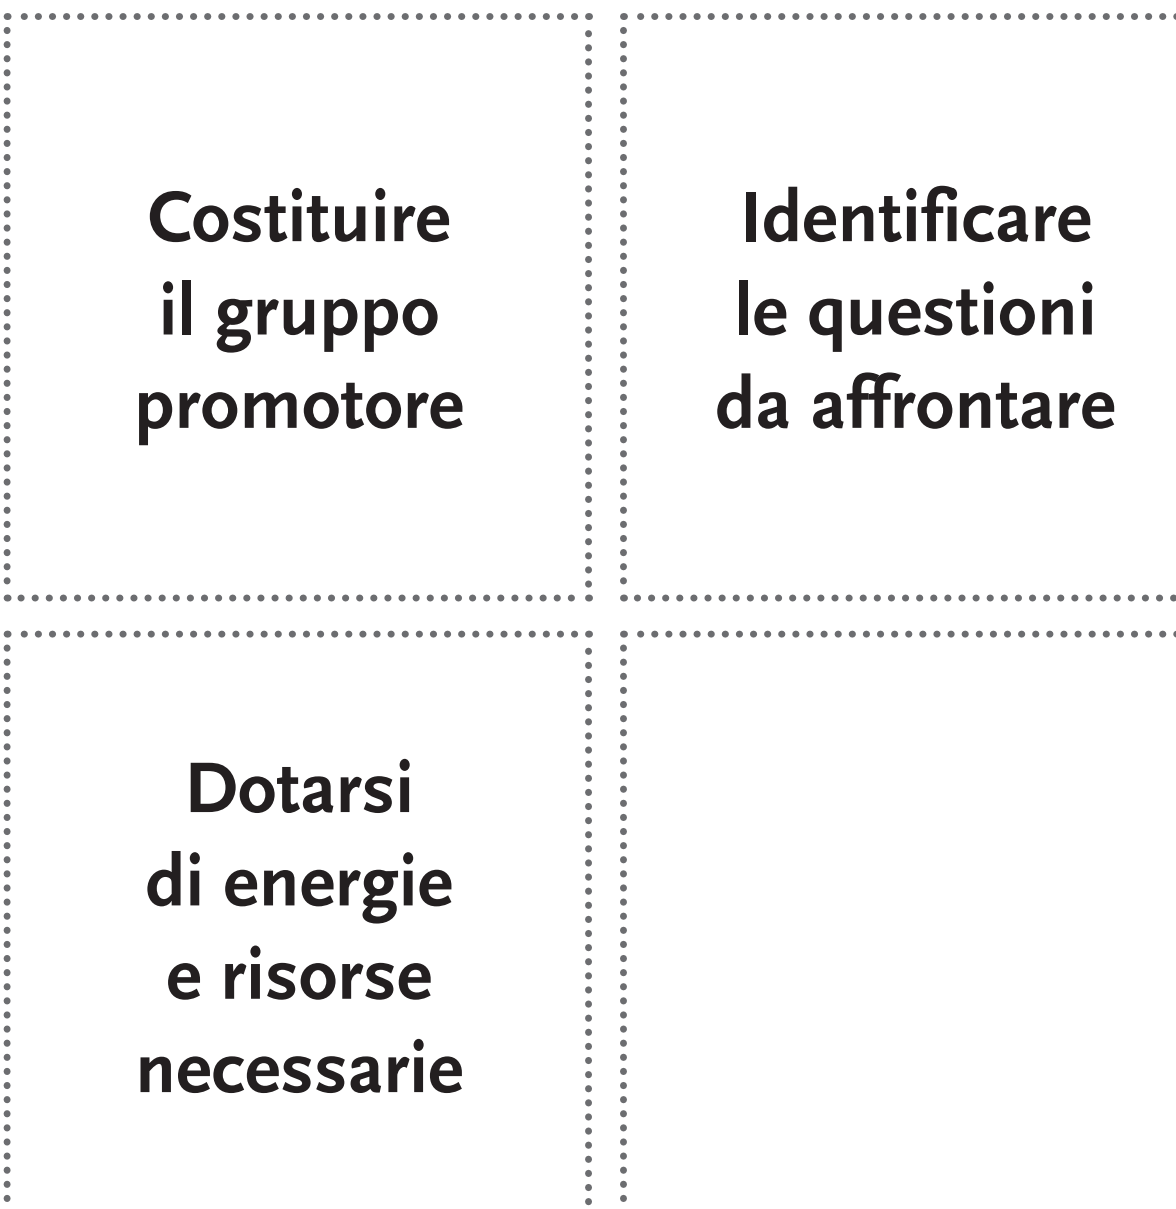 Costituire
il gruppo
promotore
Identificare
le questioni
da affrontare
Dotarsi
di energie
e risorse
necessarie